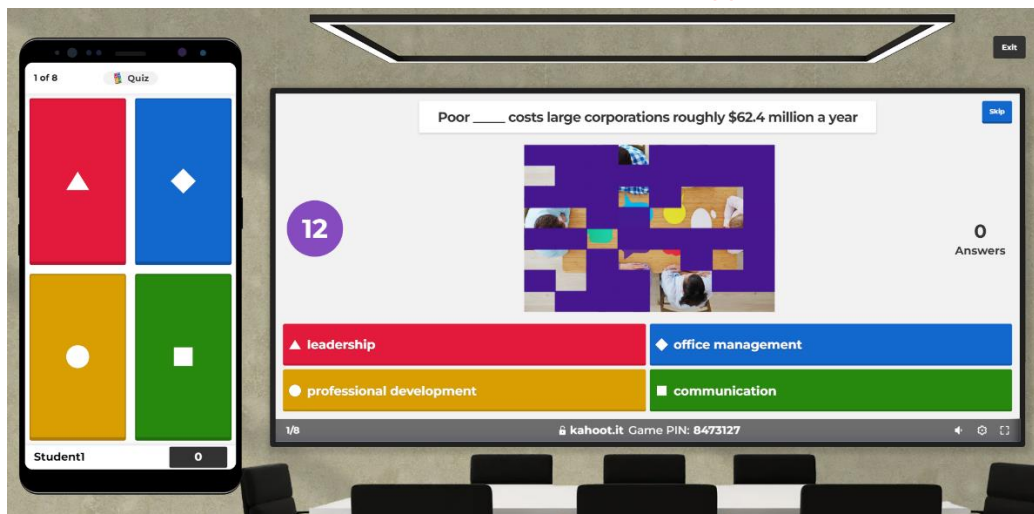 1 of 8
Quiz
Student1
0
Exit
Poor ____ costs large corporations roughly $62.4 million a year
Skip
12
0
Answers
leadership
office management
professional development
communication
1/8
kahoot.it Game PIN: 8473127